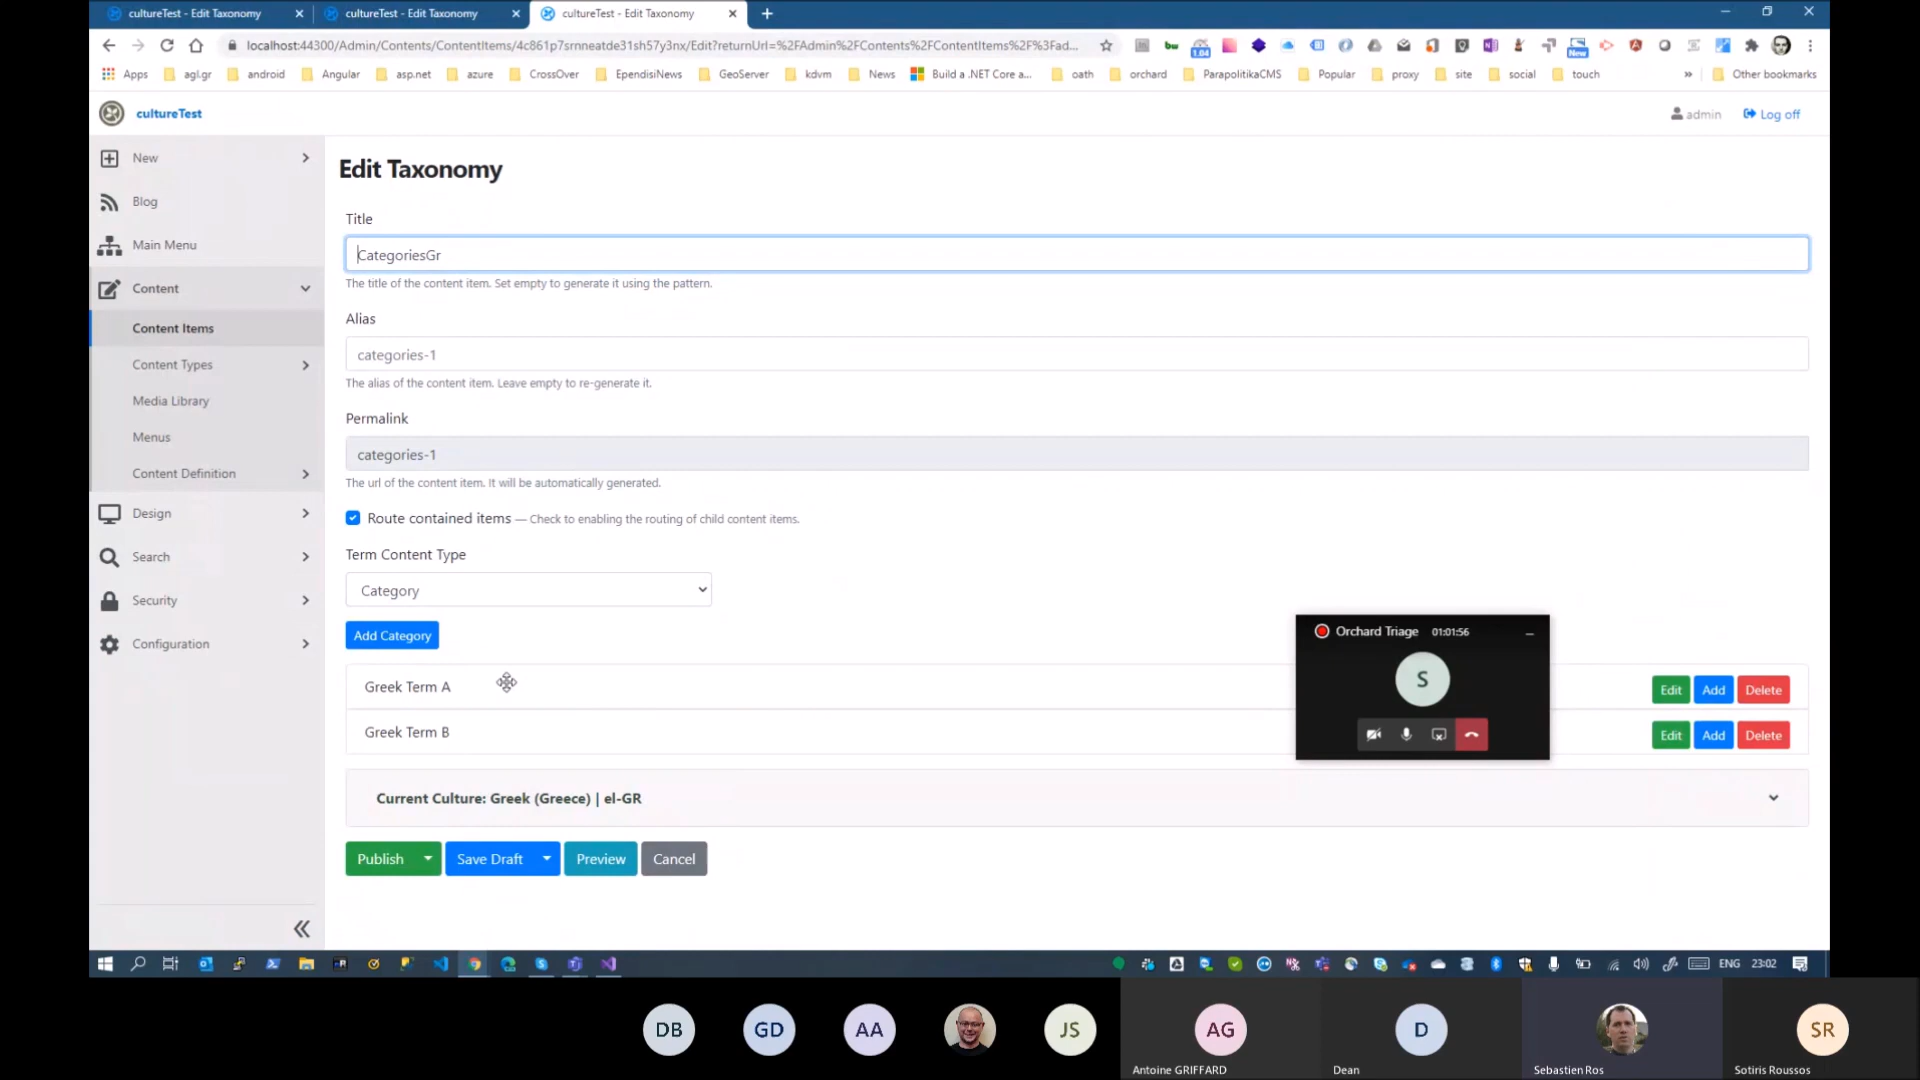 cultureTest - Edit Taxonomy
cultureTest - Edit Taxonomy
cultureTest - Edit Taxonomy
localhost:44300/Admin/Contents/ContentItems/4c861p7srnneatde31sh57y3nx/Edit?returnUrl=%2FAdmin%2FContents%2FContentItems%2F%3Fad...
1.04
New
Apps
agl.gr
android
Angular
asp.net
azure
CrossOver
EpendisiNews
GeoServer
kdvm
News
Build a .NET Core a...
oath
orchard
ParapolitikaCMS
Popular
proxy
site
social
touch
»
Other bookmarks
cultureTest
admin
Log off
New
Blog
Main Menu
Content
Content Items
Content Types
Media Library
Menus
Content Definition
Design
Search
Security
Configuration
Edit Taxonomy
Title
CategoriesGr
The title of the content item. Set empty to generate it using the pattern.
Alias
categories-1
The alias of the content item. Leave empty to re-generate it.
Permalink
categories-1
The url of the content item. It will be automatically generated.
Route contained items — Check to enabling the routing of child content items.
Term Content Type
Category
Add Category
Greek Term A
Edit Add Delete
Greek Term B
Edit Add Delete
Orchard Triage 01:01:56
S
Current Culture: Greek (Greece) | el-GR
Publish
Save Draft
Preview
Cancel
ENG 23:02
DB
GD
AA
JS
AG
D
SR
Antoine GRIFFARD
Dean
Sebastien Ros
Sotiris Roussos